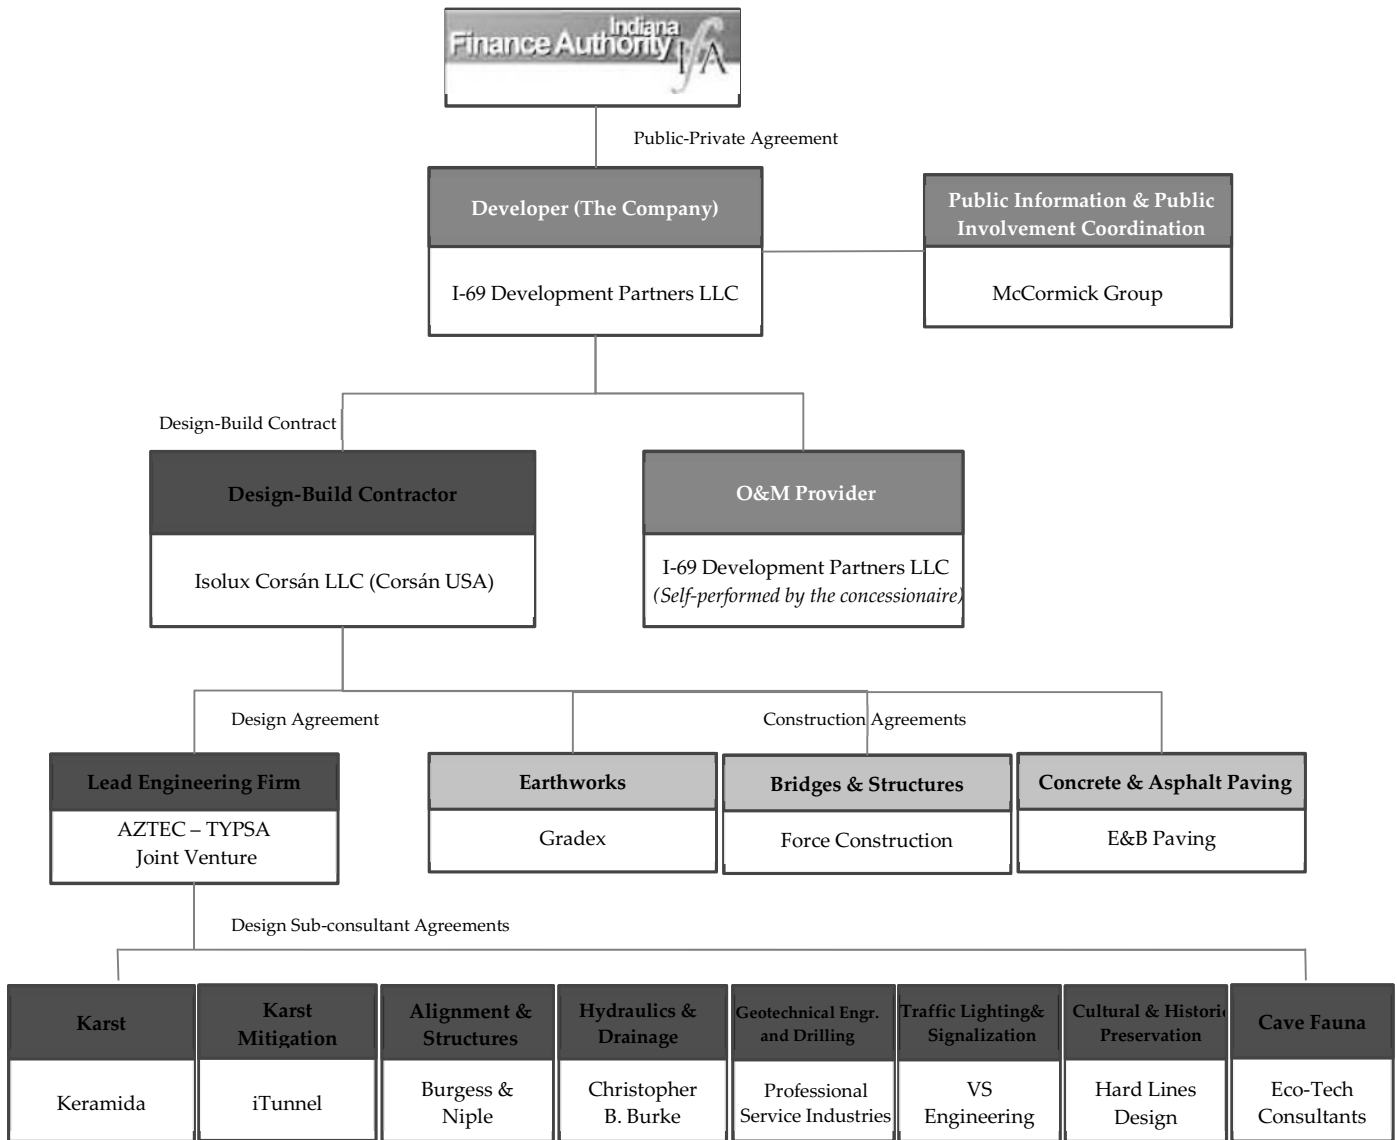 Indiana
Finance Authority
IfA
Public-Private Agreement
Developer (The Company)
I-69 Development Partners LLC
Public Information & Public
Involvement Coordination
McCormick Group
Design-Build Contract
Design-Build Contractor
Isolux Corsán LLC (Corsán USA)
O&M Provider
I-69 Development Partners LLC
(Self-performed by the concessionaire)
Design Agreement
Construction Agreements
Lead Engineering Firm
AZTEC – TYPSA
Joint Venture
Earthworks
Gradex
Bridges & Structures
Force Construction
Concrete & Asphalt Paving
E&B Paving
Design Sub-consultant Agreements
Karst
Keramida
Karst
Mitigation
iTunnel
Alignment &
Structures
Burgess &
Niple
Hydraulics &
Drainage
Christopher
B. Burke
Geotechnical Engr.
and Drilling
Professional
Service Industries
Traffic Lighting&
Signalization
VS
Engineering
Cultural & Historic
Preservation
Hard Lines
Design
Cave Fauna
Eco-Tech
Consultants